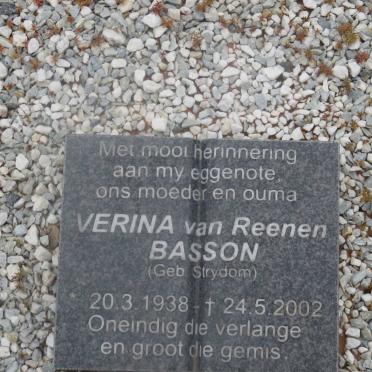 Met mooi herinnering
aan my eggenote,
ons moeder en ouma
VERINA van Reenen
BASSON
(Geb. Strydom)
* 20.3.1938 - † 24.5.2002
Oneindig die verlange
en groot die gemis.